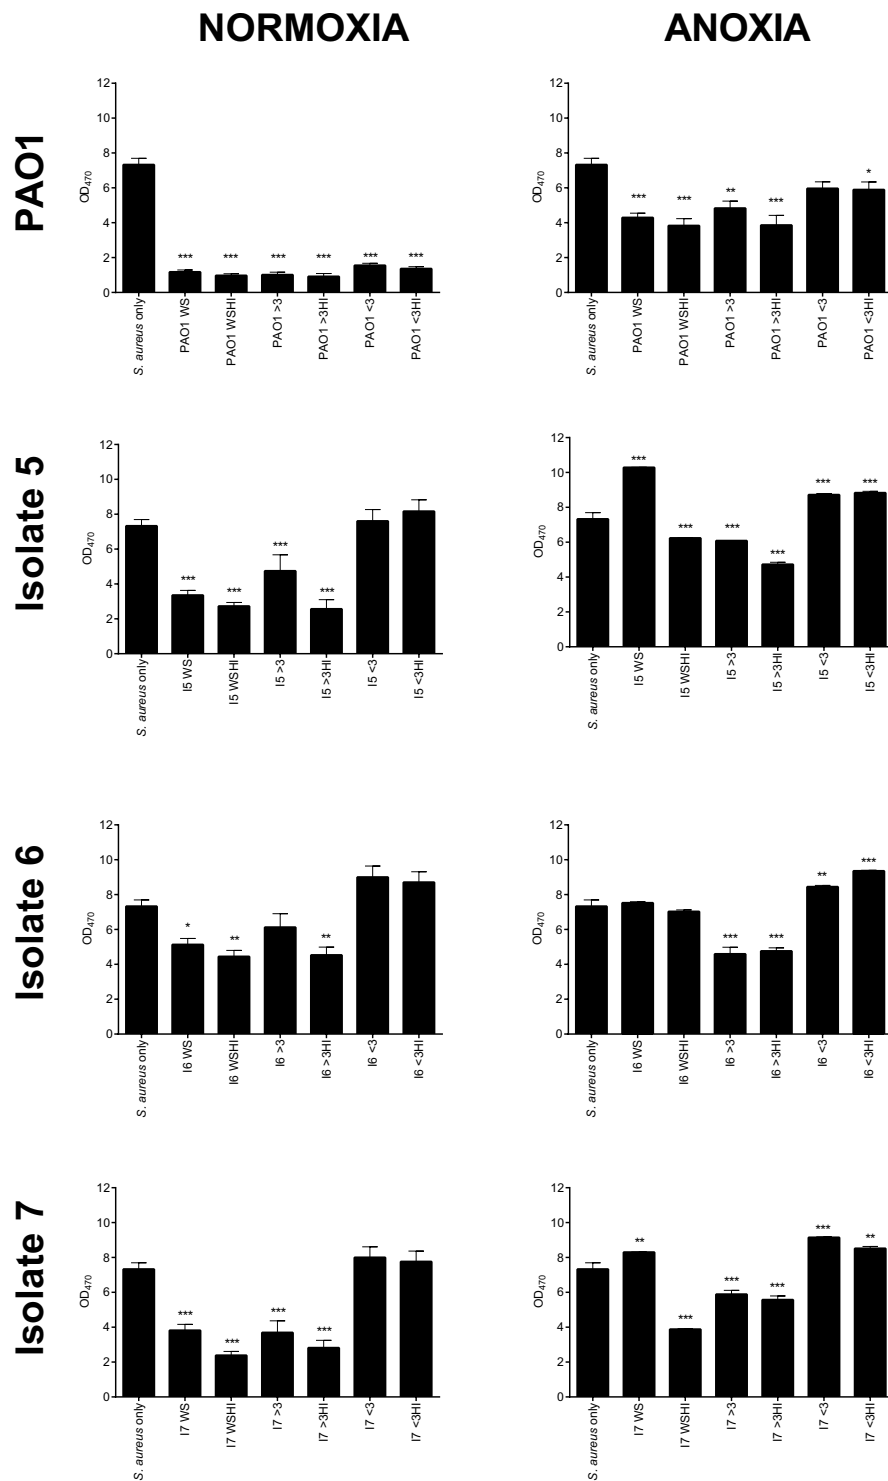 NORMOXIA
ANOXIA
PAO1
12
10
8
6
4
2
0
OD470
***
***
***
***
***
***
S. aureus only
PAO1 WS
PAO1 WSHI
PAO1 >3
PAO1 >3HI
PAO1 <3
PAO1 <3HI
12
10
8
6
4
2
0
OD470
***
***
**
***
*
S. aureus only
PAO1 WS
PAO1 WSHI
PAO1 >3
PAO1 >3HI
PAO1 <3
PAO1 <3HI
Isolate 5
12
10
8
6
4
2
0
OD470
***
***
***
***
S. aureus only
I5 WS
I5 WSHI
I5 >3
I5 >3HI
I5 <3
I5 <3HI
12
10
8
6
4
2
0
OD470
***
***
***
***
***
***
S. aureus only
I5 WS
I5 WSHI
I5 >3
I5 >3HI
I5 <3
I5 <3HI
Isolate 6
12
10
8
6
4
2
0
OD470
*
**
**
S. aureus only
I6 WS
I6 WSHI
I6 >3
I6 >3HI
I6 <3
I6 <3HI
12
10
8
6
4
2
0
OD470
***
***
**
***
S. aureus only
I6 WS
I6 WSHI
I6 >3
I6 >3HI
I6 <3
I6 <3HI
Isolate 7
12
10
8
6
4
2
0
OD470
***
***
***
***
S. aureus only
I7 WS
I7 WSHI
I7 >3
I7 >3HI
I7 <3
I7 <3HI
12
10
8
6
4
2
0
OD470
**
***
***
***
***
**
S. aureus only
I7 WS
I7 WSHI
I7 >3
I7 >3HI
I7 <3
I7 <3HI